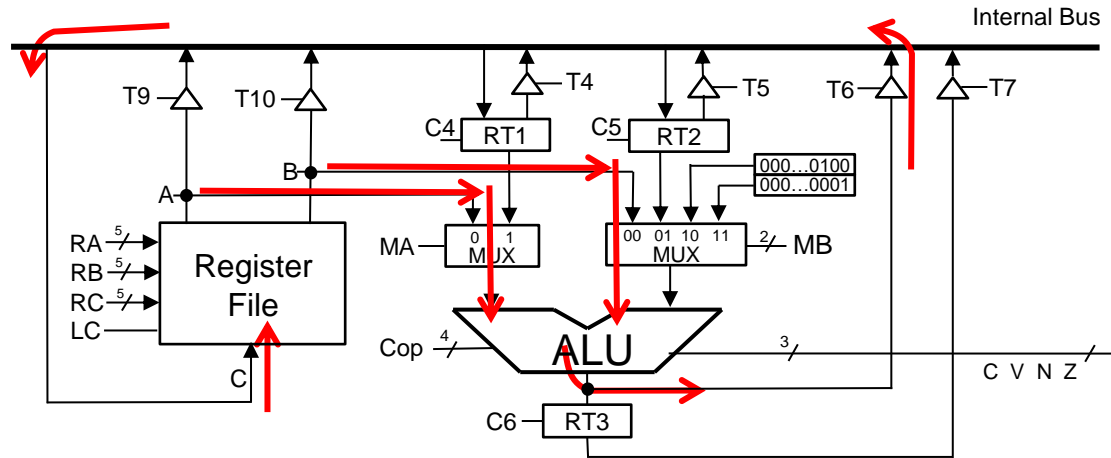 Internal Bus
T9
T10
T4
T5
T6
T7
C4
RT1
C5
RT2
000...0100
000...0001
B
A
RA
5
RB
5
RC
5
LC
Register
File
C
MA
0 1
MUX
00 01 10 11
MUX
2
MB
Cop
4
ALU
3
C V N Z
C6
RT3